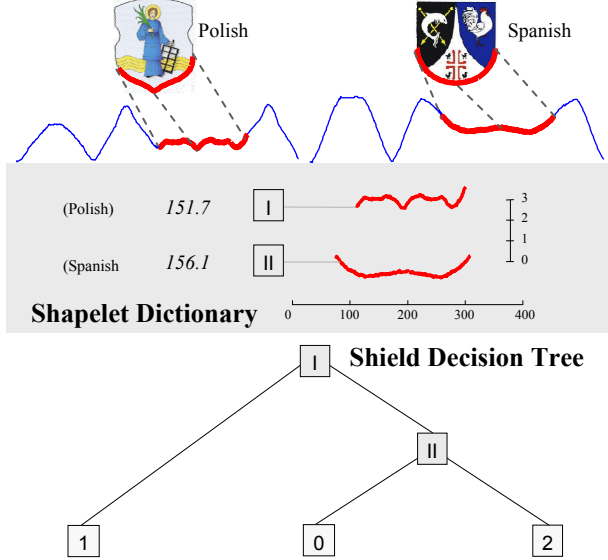 Polish
Spanish
(Polish) 151.7 I
3
2
1
0
(Spanish 156.1 II
Shapelet Dictionary
0 100 200 300 400
Shield Decision Tree
I
II
1 0 2